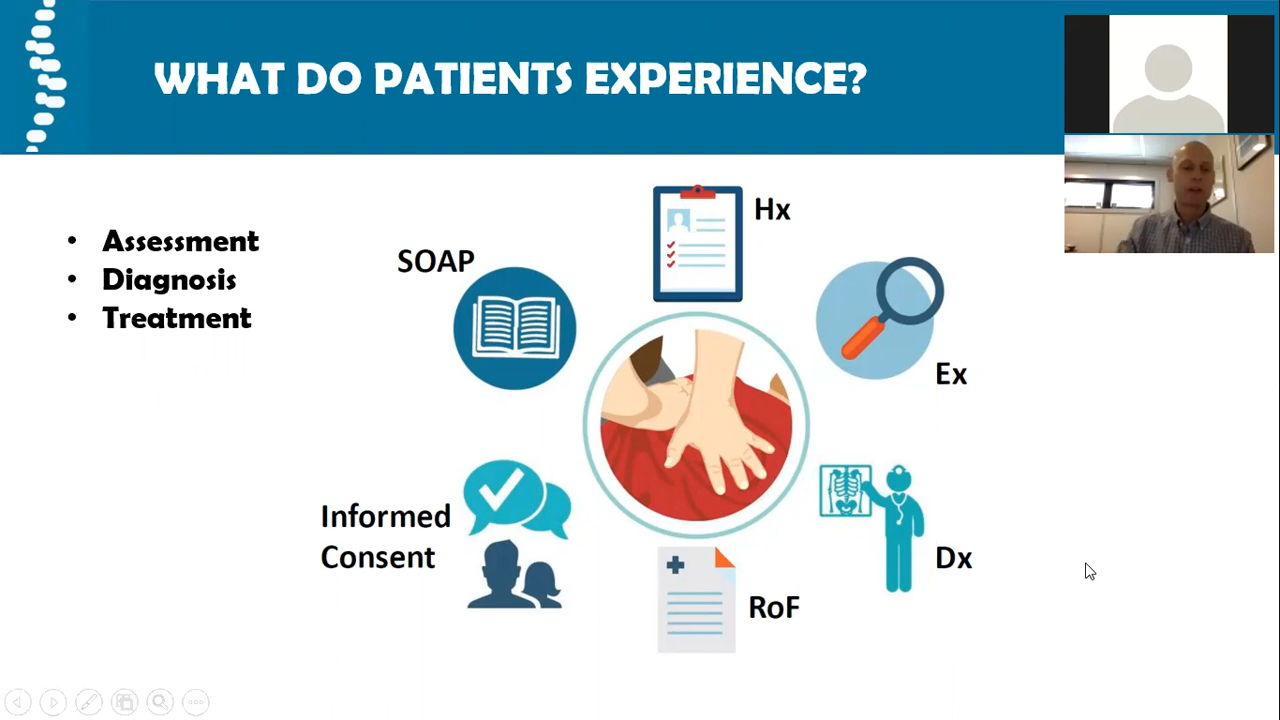 WHAT DO PATIENTS EXPERIENCE?
• Assessment
• Diagnosis
• Treatment
Hx
SOAP
Ex
Informed
Consent
Dx
RoF